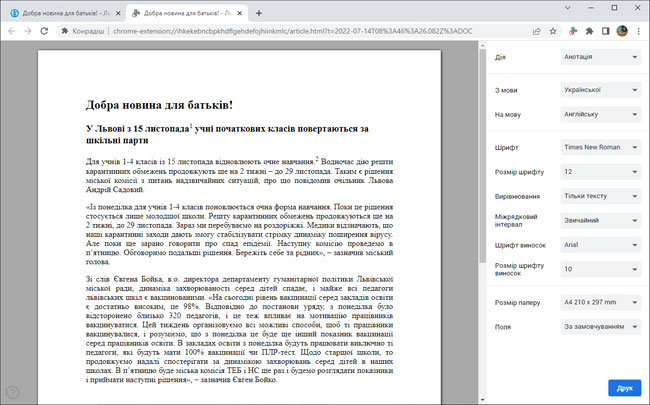 Добра новина для батьків! - Ль
Добра новина для батьків! - Ль
Конрадіш
chrome-extension://ihkekebncbpkhdflgehdefojhiinkmlc/article.html?t=2022-07-14T08%3A46%3A26.082Z%3ADOC
Добра новина для батьків!
У Львові з 15 листопада1 учні початкових класів повертаються за
шкільні парти
Для учнів 1-4 класів із 15 листопада відновлюють очне навчання.2 Водночас дію решти
карантинних обмежень продовжують ще на 2 тижні – до 29 листопада. Таким є рішення
міської комісії з питань надзвичайних ситуацій, про що повідомив очільник Львова
Андрій Садовий.
«Із понеділка для учнів 1-4 класів поновлюється очна форма навчання. Поки це рішення
стосується лише молодшої школи. Решту карантинних обмежень продовжуються ще на
2 тижні, до 29 листопада. Зараз ми перебуваємо на роздоріжжі. Медики відзначають, що
наші карантинні заходи дають змогу стабілізувати стрімку динаміку поширення вірусу.
Але поки ще зарано говорити про спад епідемії. Наступну комісію проведемо в
п’ятницю. Обговоримо подальші рішення. Бережіть себе та рідних», – зазначив міський
голова.
Зі слів Євгена Бойка, в.о. директора департаменту гуманітарної політики Львівської
міської ради, динаміка захворюваності серед дітей спадає, і майже всі педагоги
львівських шкіл є вакцинованими. «На сьогодні рівень вакцинації серед закладів освіти
є достатньо високим, це 98%. Відповідно до постанови уряду, з понеділка було
відсторонено близько 320 педагогів, і це теж впливає на мотивацію працівників
вакцинуватися. Цей тиждень організовуємо всі можливі способи, щоб ті працівники
вакцинувалися, і розуміємо, що з понеділка це буде ще інший показник вакцинації
серед працівників освіти. В закладах освіти з понеділка будуть працювати виключно ті
педагоги, які будуть мати 100% вакцинації чи ПЛР-тест. Щодо старшої школи, то
продовжуємо надалі спостерігати за динамікою захворювань серед дітей в наших
школах. В п’ятницю буде міська комісія ТЕБ і НС ще раз і будемо розглядати показники
і приймати наступні рішення», – зазначив Євген Бойко.
Дія Анотація
З мови Української
На мову Англійську
Шрифт Times New Roman
Розмір шрифту 12
Вирівнювання Тільки тексту
Міжрядковий
інтервал Звичайний
Шрифт виносок Arial
Розмір шрифту
виносок 10
Розмір паперу A4 210 x 297 mm
Поля За замовчуванням
Друк